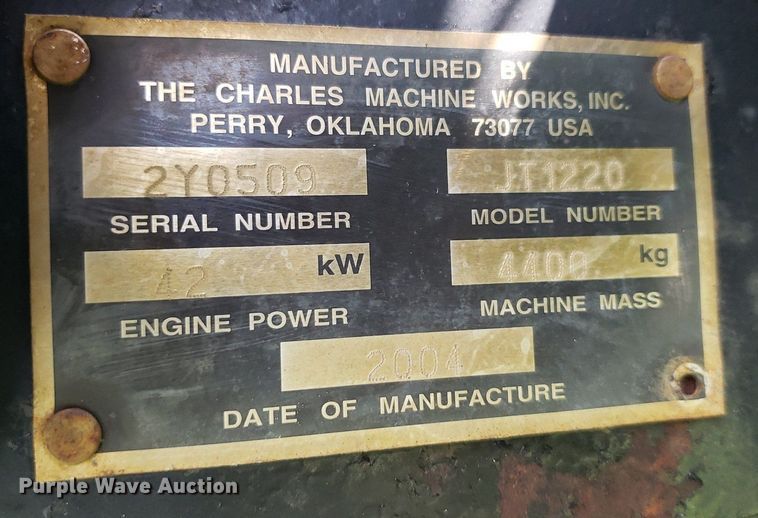 MANUFACTURED BY
THE CHARLES MACHINE WORKS, INC.
PERRY, OKLAHOMA 73077 USA
2Y0509 JT1220
SERIAL NUMBER MODEL NUMBER
42 kW 4400 kg
ENGINE POWER MACHINE MASS
2004
DATE OF MANUFACTURE
Purple Wave Auction